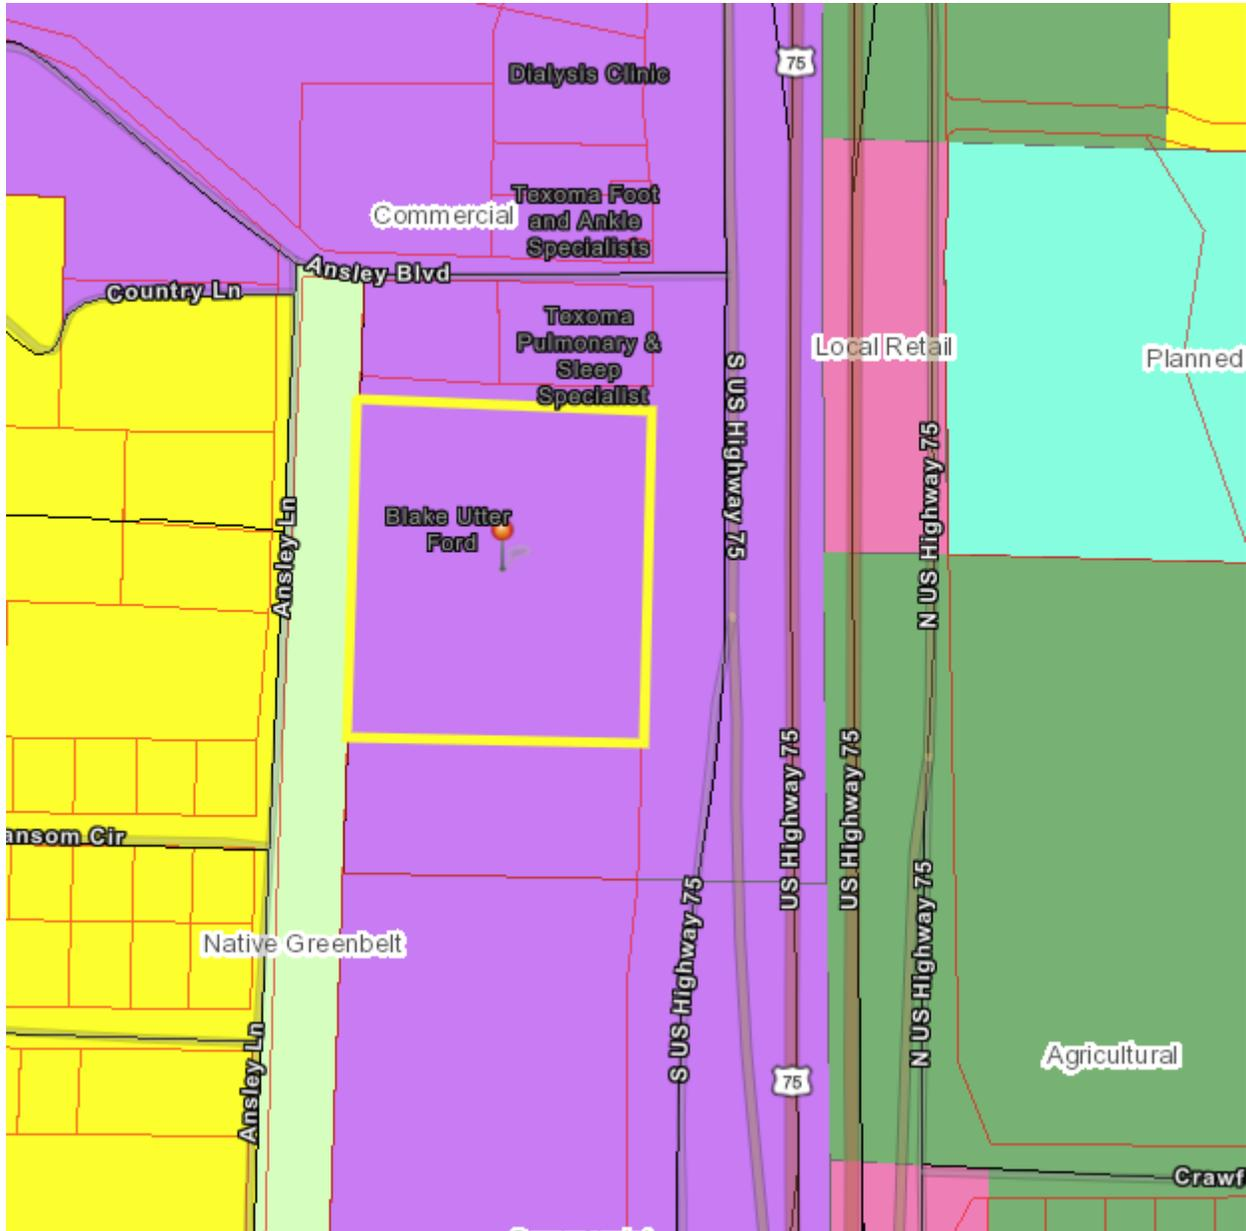 75
Dialysis Clinic
Texoma Foot
and Ankle
Specialists
Commercial
Ansley Blvd
Country Ln
Texoma
Pulmonary &
Sleep
Specialist
Local Retail
Planned
S US Highway 75
N US Highway 75
Blake Utter
Ford
Ansley Ln
US Highway 75
US Highway 75
ansom Cir
S US Highway 75
N US Highway 75
Native Greenbelt
Ansley Ln
75
Agricultural
Crawf